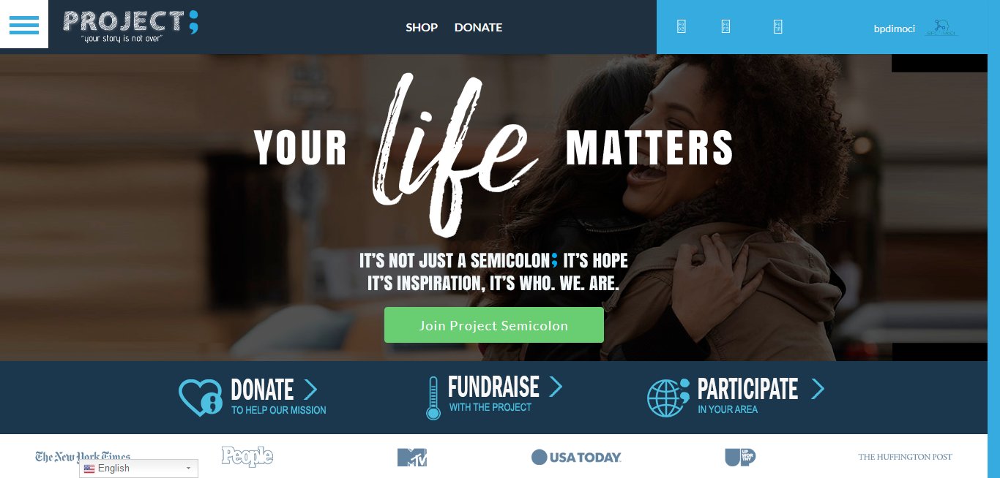 PROJECT;
"your story is not over"
SHOP
DONATE
bpdimoci
YOUR life MATTERS
IT'S NOT JUST A SEMICOLON; IT'S HOPE
IT'S INSPIRATION, IT'S WHO. WE. ARE.
Join Project Semicolon
DONATE
TO HELP OUR MISSION
FUNDRAISE
WITH THE PROJECT
PARTICIPATE
IN YOUR AREA
The New York Times
People
MTV
USA TODAY
UPWORTHY
THE HUFFINGTON POST
English